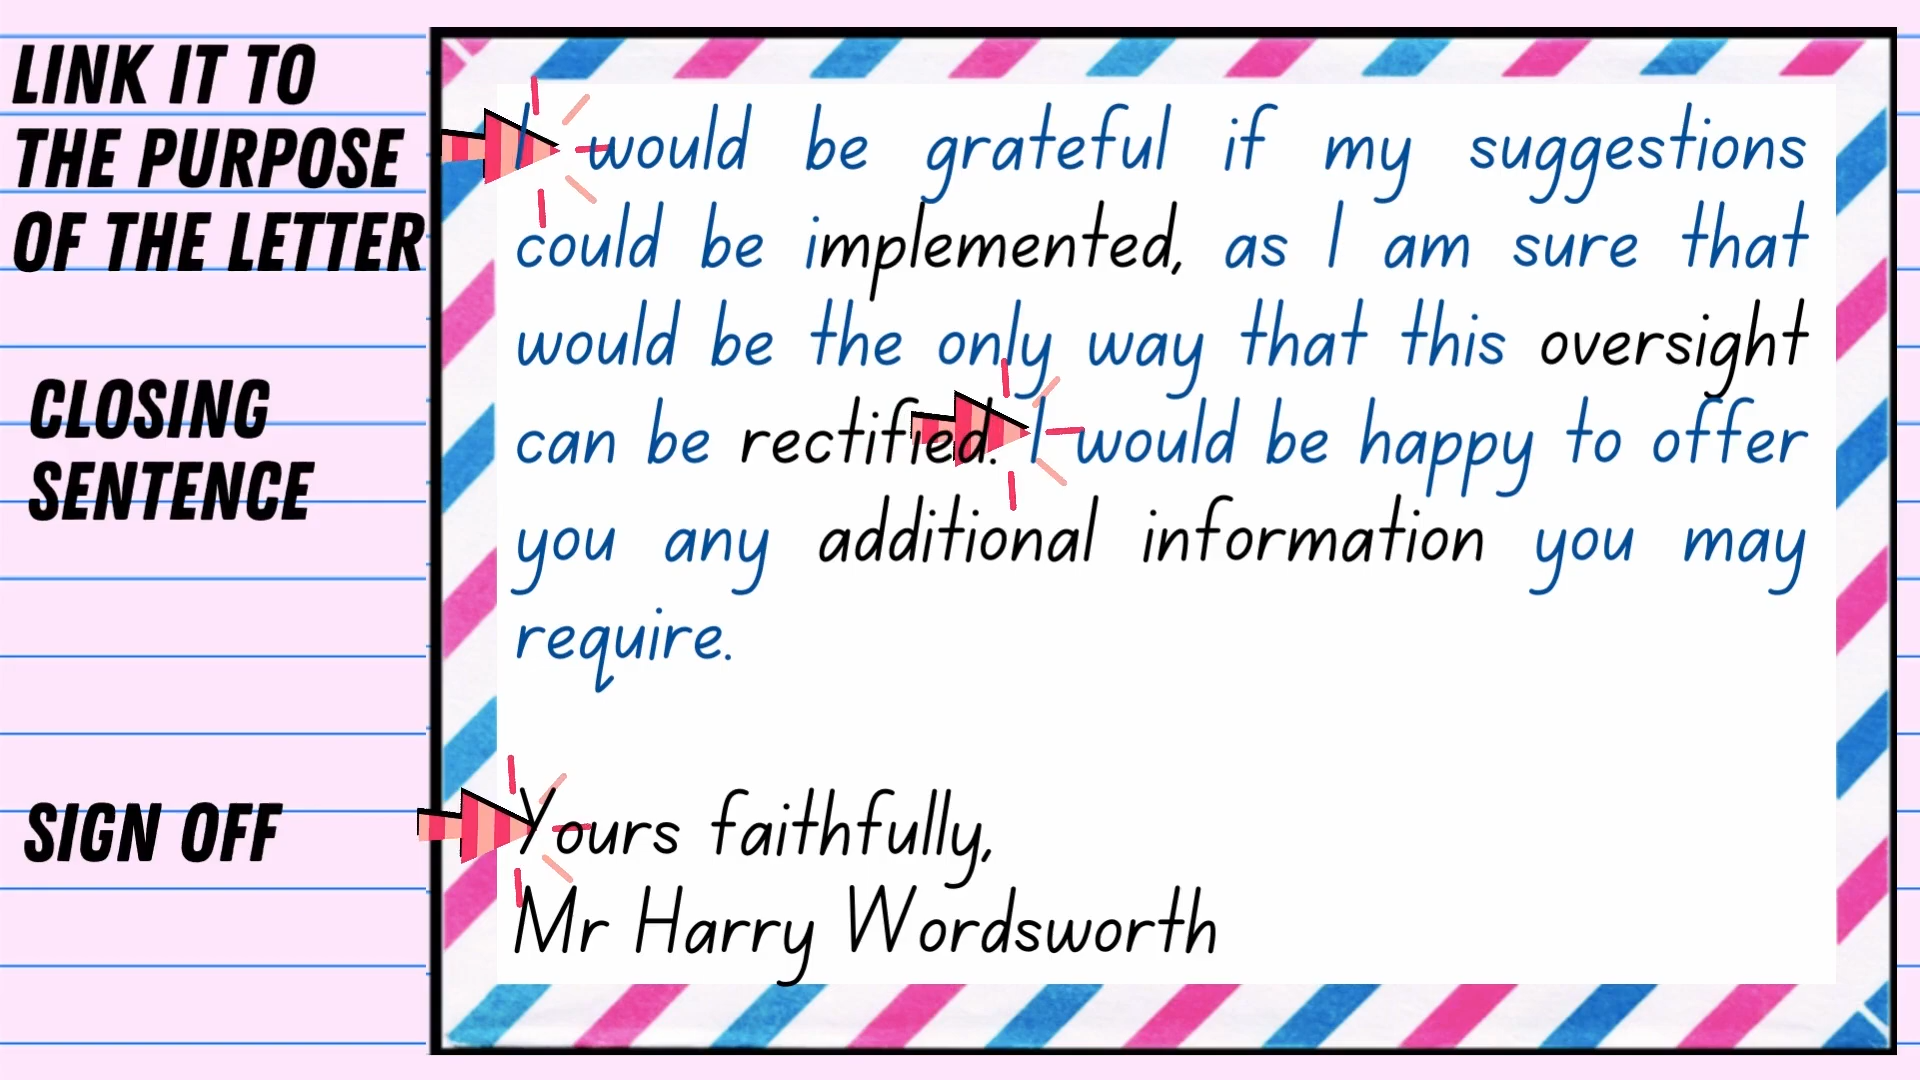 LINK IT TO
THE PURPOSE
OF THE LETTER
CLOSING
SENTENCE
SIGN OFF
I would be grateful if my suggestions
could be implemented, as I am sure that
would be the only way that this oversight
can be rectified. I would be happy to offer
you any additional information you may
require.
Yours faithfully,
Mr Harry Wordsworth